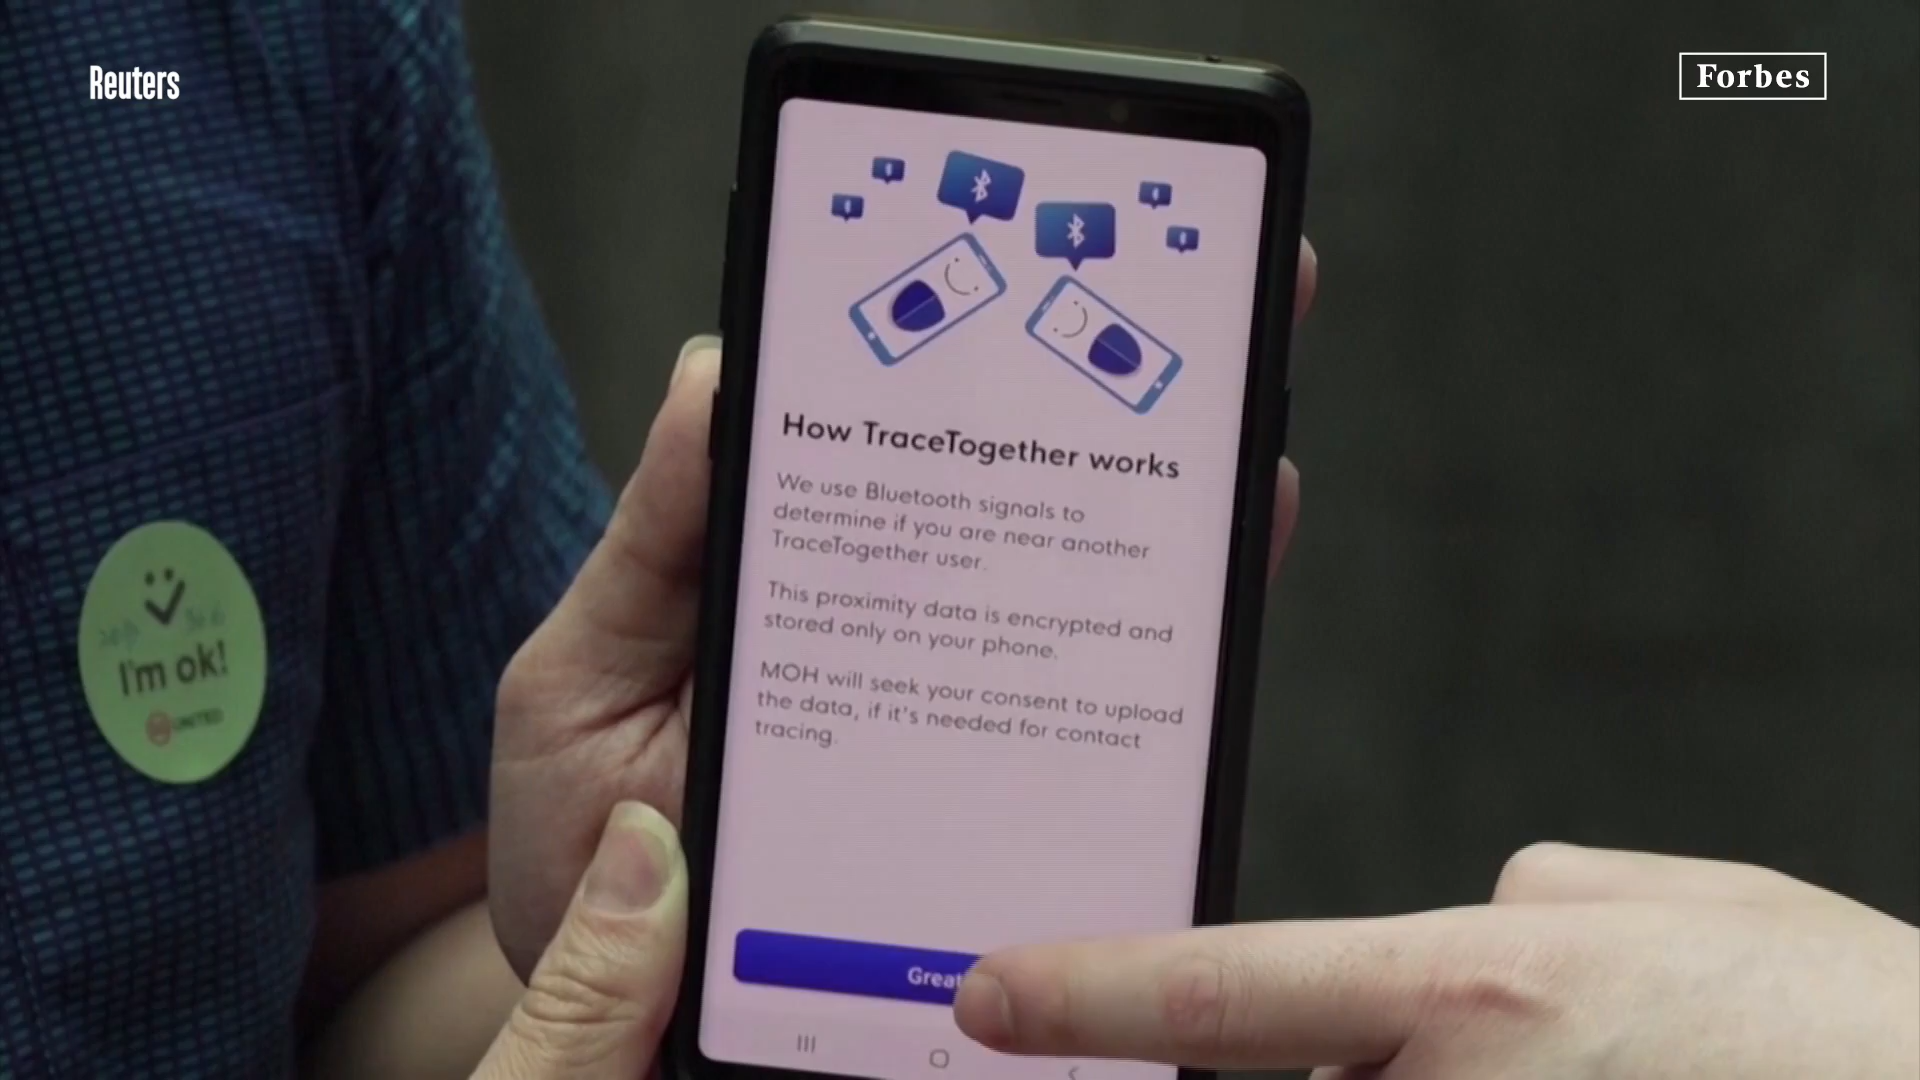 Reuters
Forbes
How TraceTogether works
We use Bluetooth signals to
determine if you are near another
TraceTogether user.
This proximity data is encrypted and
stored only on your phone.
MOH will seek your consent to upload
the data, if it's needed for contact
tracing.
Great
I'm ok!
UNITED